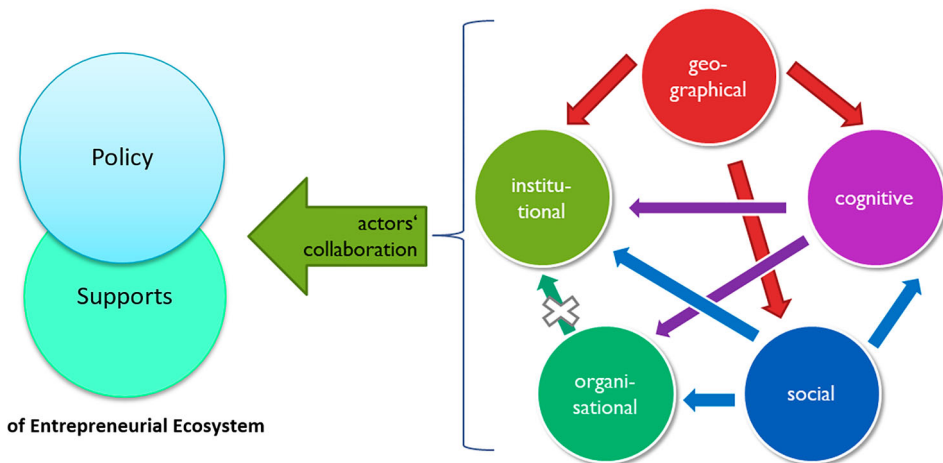 Policy
Supports
of Entrepreneurial Ecosystem
actors‘
collaboration
geo-
graphical
institu-
tional
cognitive
organi-
sational
social